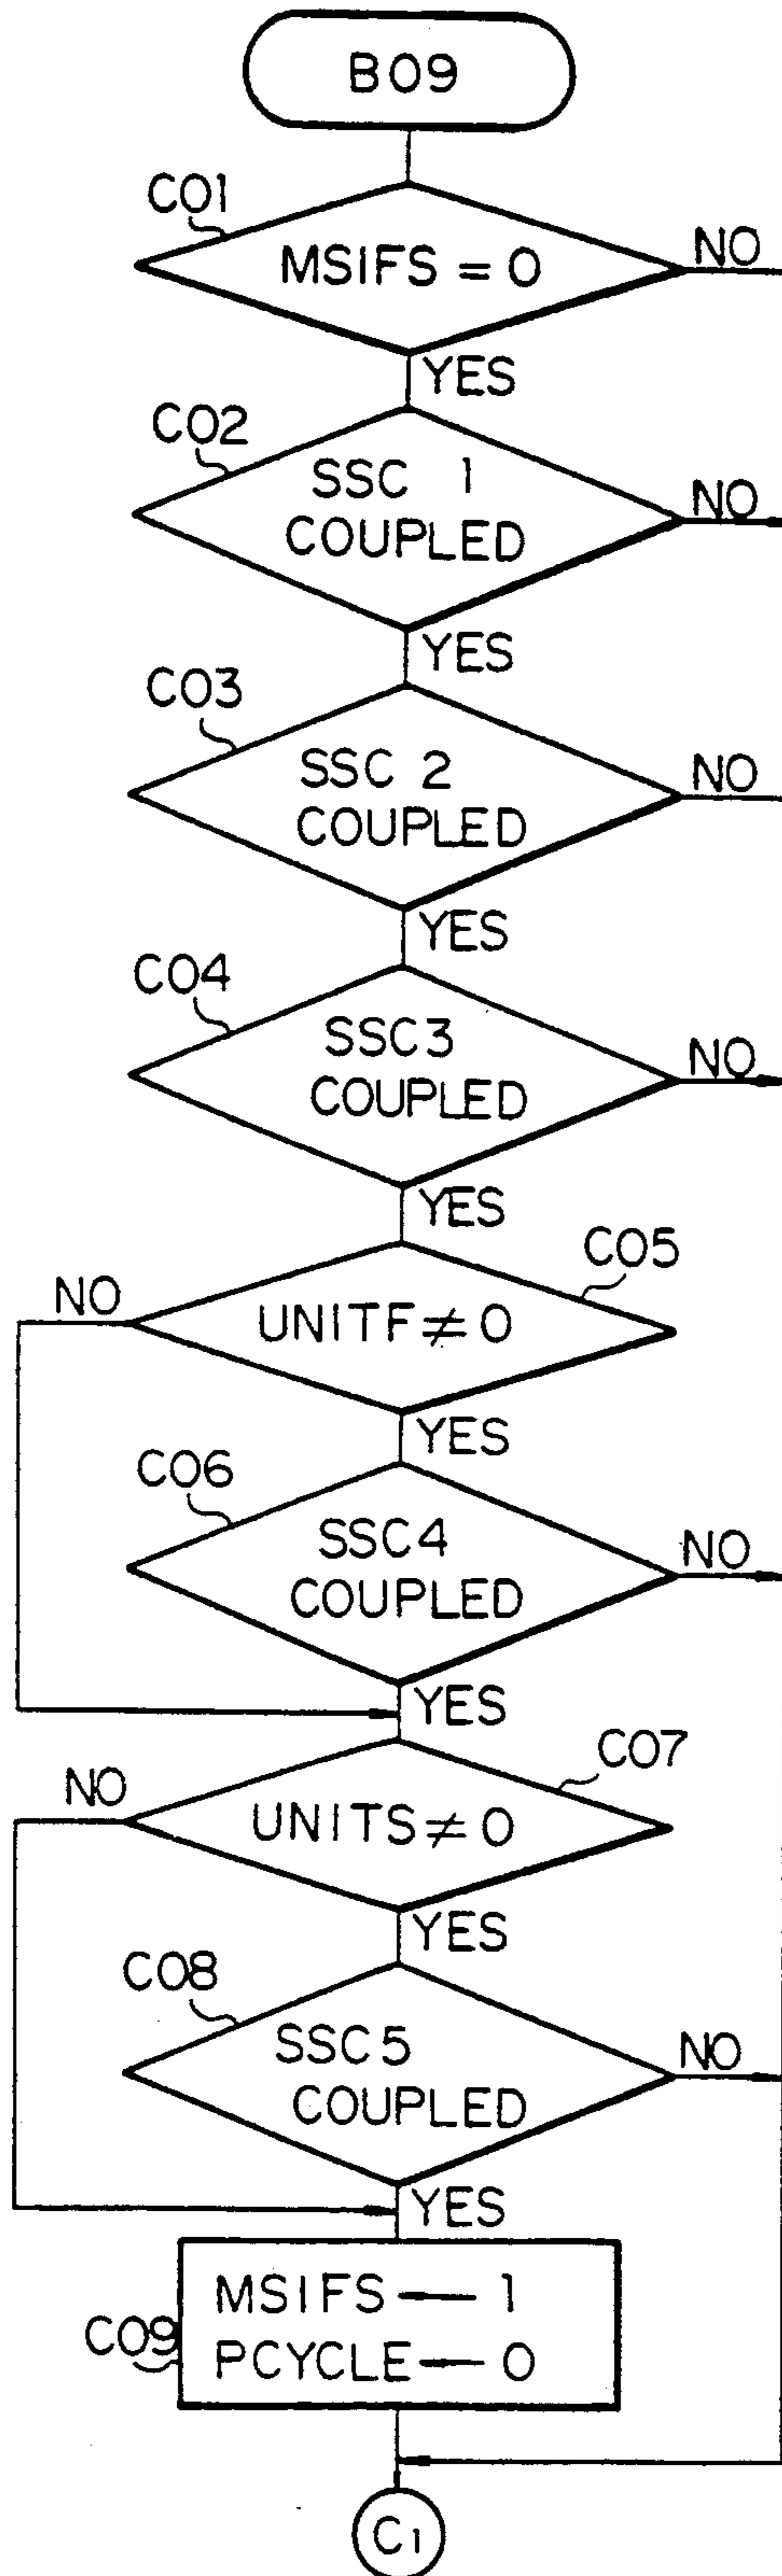 B09
C01
MSIFS = 0
NO
YES
C02
SSC 1
COUPLED
NO
YES
C03
SSC 2
COUPLED
NO
YES
C04
SSC3
COUPLED
NO
YES
C05
NO
UNITF ≠ 0
YES
C06
SSC4
COUPLED
NO
YES
C07
NO
UNITS ≠ 0
YES
C08
SSC5
COUPLED
NO
YES
MSIFS ← 1
C09
PCYCLE ← 0
C1